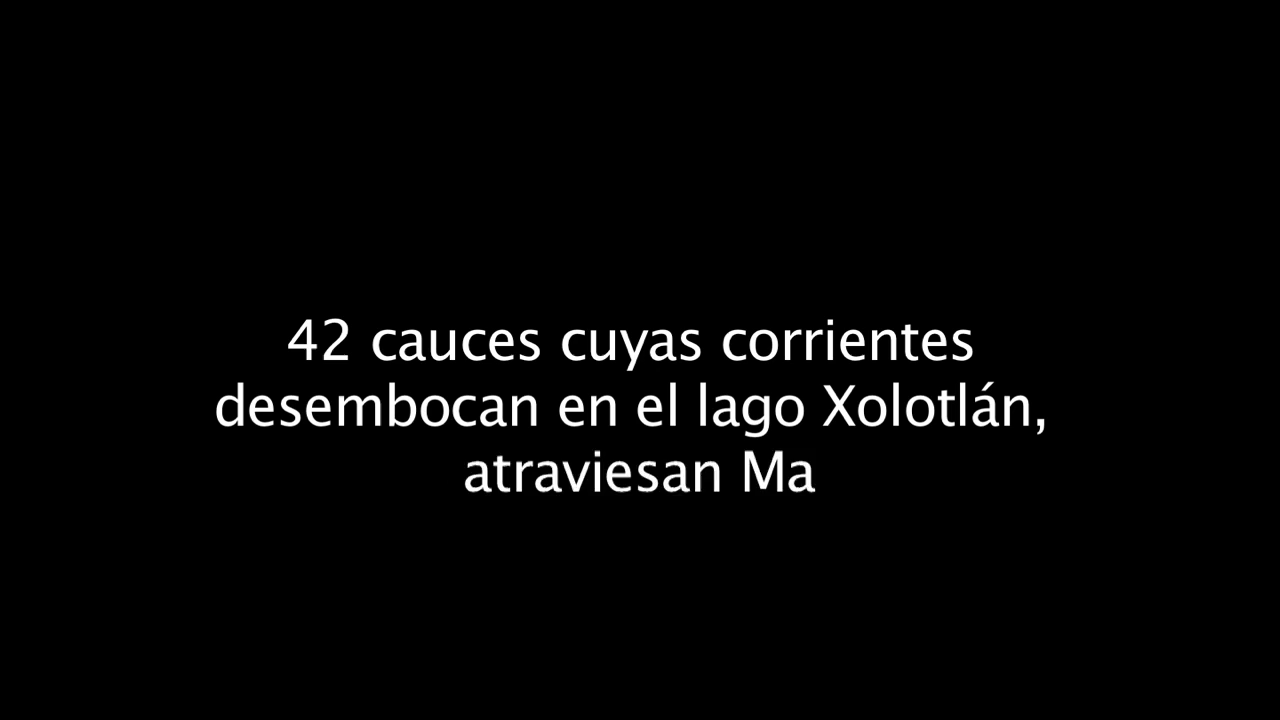 42 cauces cuyas corrientes
desembocan en el lago Xolotlán,
atraviesan Ma